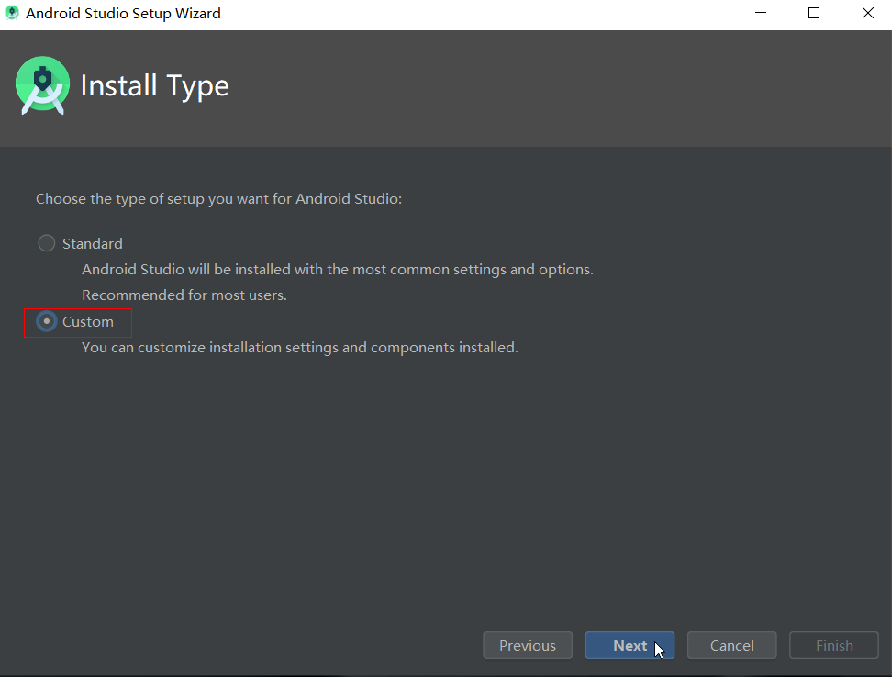 Android Studio Setup Wizard
Install Type
Choose the type of setup you want for Android Studio:
Standard
Android Studio will be installed with the most common settings and options.
Recommended for most users.
Custom
You can customize installation settings and components installed.
Previous
Next
Cancel
Finish